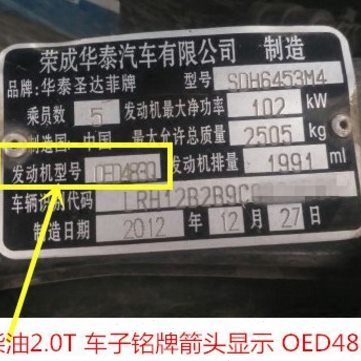 荣成华泰汽车有限公司 制造
品牌: 华泰圣达菲牌 型号 SDH6453M4
乘员数 5 发动机最大净功率 102 kW
制造国: 中国 最大允许总质量 2505 kg
发动机型号 OED483Q 发动机排量 1991 ml
车辆识别代码 LRH12B2B9C
制造日期 2012 年 12 月 27 日
柴油2.0T 车子铭牌箭头显示 OED48